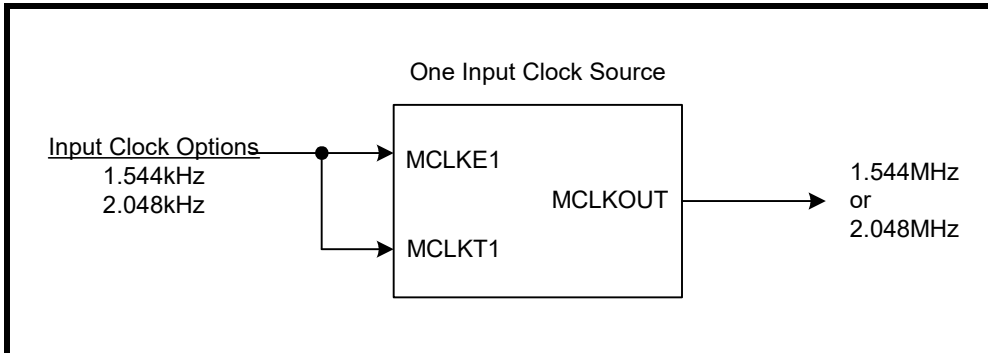 One Input Clock Source
Input Clock Options
1.544kHz
2.048kHz
MCLKE1
MCLKT1
MCLKOUT
1.544MHz
or
2.048MHz